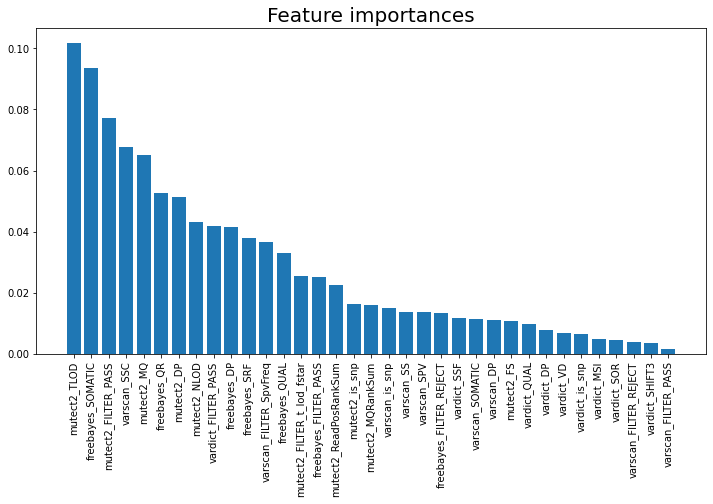 Feature importances
0.10
0.08
0.06
0.04
0.02
0.00
mutect2_TLOD
freebayes_SOMATIC
mutect2_FILTER_PASS
varscan_SSC
mutect2_MQ
freebayes_QR
mutect2_DP
mutect2_NLOD
vardict_FILTER_PASS
freebayes_DP
freebayes_SRF
varscan_FILTER_SpvFreq
freebayes_QUAL
mutect2_FILTER_t_lod_fstar
freebayes_FILTER_PASS
mutect2_ReadPosRankSum
mutect2_is_snp
mutect2_MQRankSum
varscan_is_snp
varscan_SS
varscan_SPV
freebayes_FILTER_REJECT
vardict_SSF
varscan_SOMATIC
varscan_DP
mutect2_FS
vardict_QUAL
vardict_DP
vardict_VD
vardict_is_snp
vardict_MSI
vardict_SOR
varscan_FILTER_REJECT
vardict_SHIFT3
varscan_FILTER_PASS